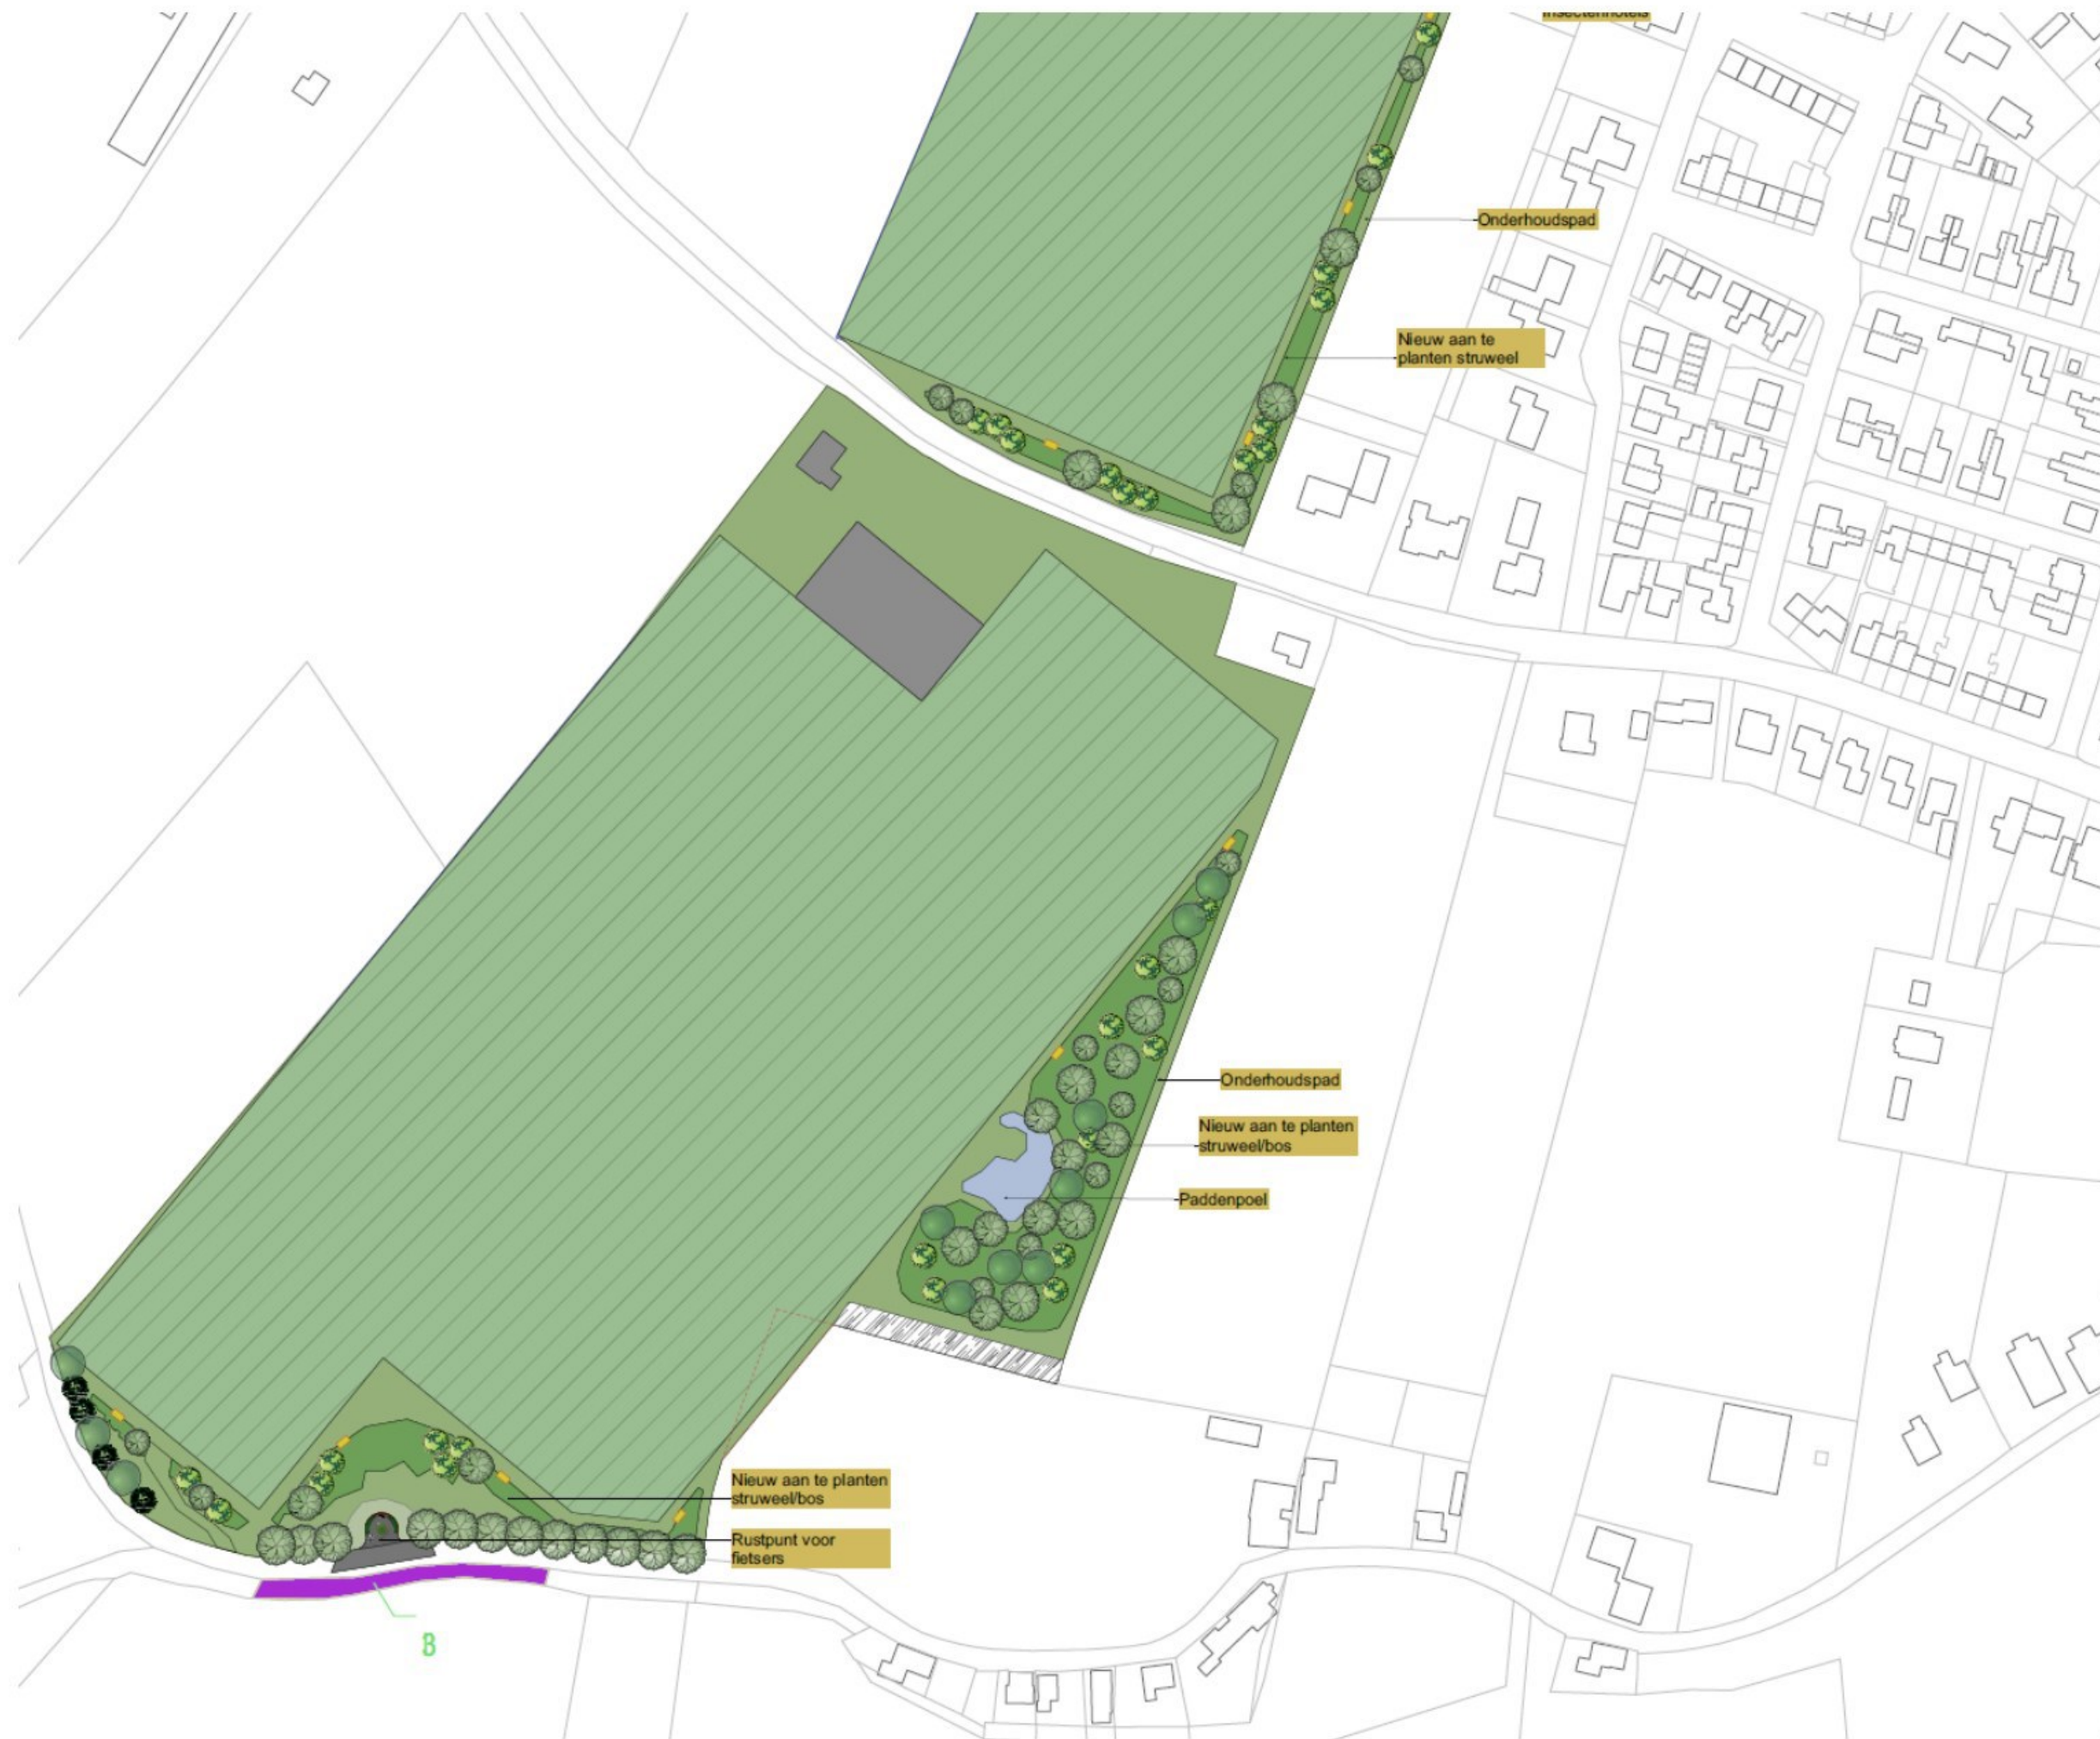 Insectenhotels
Onderhoudspad
Nieuw aan te
planten struweel
Onderhoudspad
Nieuw aan te planten
struweel/bos
Paddenpoel
Nieuw aan te planten
struweel/bos
Rustpunt voor
fietsers